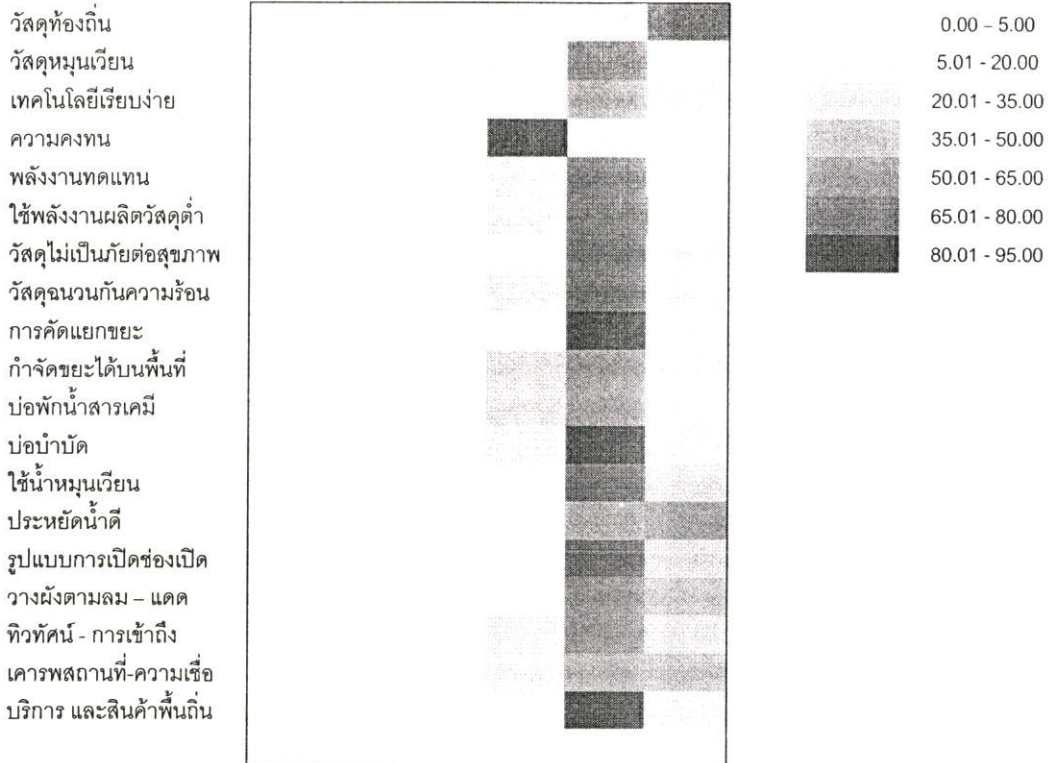 วัสดุท้องถิ่น
วัสดุหมุนเวียน
เทคโนโลยีเรียบง่าย
ความคงทน
พลังงานทดแทน
ใช้พลังงานผลิตวัสดุต่ำ
วัสดุไม่เป็นภัยต่อสุขภาพ
วัสดุฉนวนกันความร้อน
การคัดแยกขยะ
กำจัดขยะได้บนพื้นที่
บ่อพักน้ำสารเคมี
บ่อบำบัด
ใช้น้ำหมุนเวียน
ประหยัดน้ำดี
รูปแบบการเปิดช่องเปิด
วางผังตามลม – แดด
ทิวทัศน์ - การเข้าถึง
เคารพสถานที่-ความเชื่อ
บริการ และสินค้าพื้นถิ่น
0.00 – 5.00
5.01 - 20.00
20.01 - 35.00
35.01 - 50.00
50.01 - 65.00
65.01 - 80.00
80.01 - 95.00